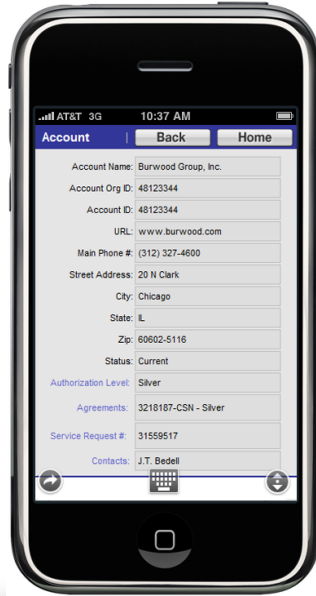 AT&T 3G 10:37 AM
Account | Back Home
Account Name: Burwood Group, Inc.
Account Org ID: 48123344
Account ID: 48123344
URL: www.burwood.com
Main Phone #: (312) 327-4600
Street Address: 20 N Clark
City: Chicago
State: IL
Zip: 60602-5116
Status: Current
Authorization Level: Silver
Agreements: 3218187-CSN - Silver
Service Request #: 31559517
Contacts: J.T. Bedell